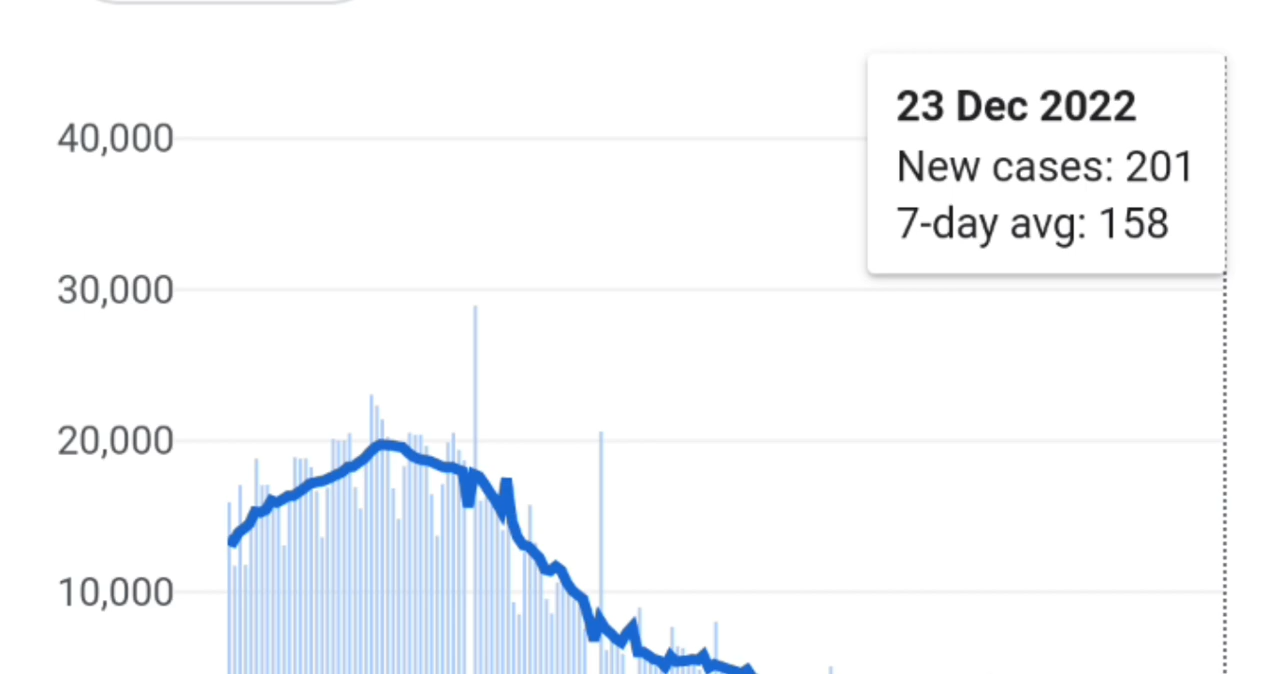 40,000
30,000
20,000
10,000
23 Dec 2022
New cases: 201
7-day avg: 158